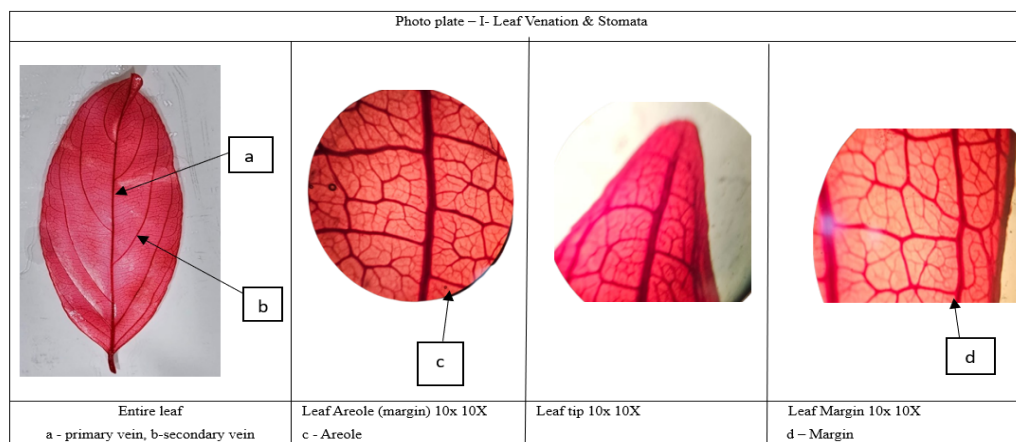 Photo plate – I- Leaf Venation & Stomata
a
b
c
d
Entire leaf
a - primary vein, b-secondary vein
Leaf Areole (margin) 10x 10X
c - Areole
Leaf tip 10x 10X
Leaf Margin 10x 10X
d – Margin